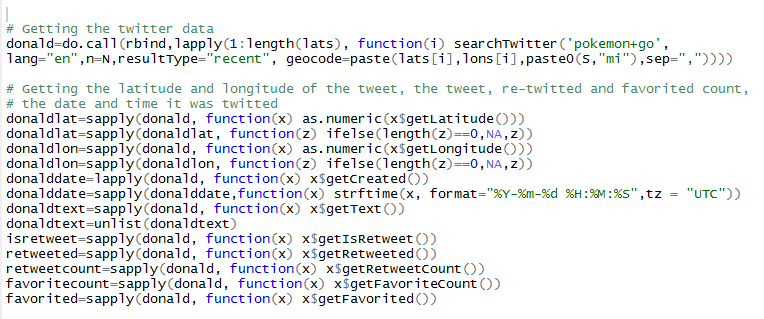 # Getting the twitter data
donald=do.call(rbind,lapply(1:length(lats), function(i) searchTwitter('pokemon+go',
lang="en",n=N,resultType="recent", geocode=paste(lats[i],lons[i],paste0(S,"mi"),sep=","))))
# Getting the latitude and longitude of the tweet, the tweet, re-twitted and favorited count,
# the date and time it was twitted
donaldlat=sapply(donald, function(x) as.numeric(x$getLatitude()))
donaldlat=sapply(donaldlat, function(z) ifelse(length(z)==0,NA,z))
donaldlon=sapply(donald, function(x) as.numeric(x$getLongitude()))
donaldlon=sapply(donaldlon, function(z) ifelse(length(z)==0,NA,z))
donalddate=lapply(donald, function(x) x$getCreated())
donalddate=sapply(donalddate,function(x) strftime(x, format="%Y-%m-%d %H:%M:%S",tz = "UTC"))
donaldtext=sapply(donald, function(x) x$getText())
donaldtext=unlist(donaldtext)
isretweet=sapply(donald, function(x) x$getIsRetweet())
retweeted=sapply(donald, function(x) x$getRetweeted())
retweetcount=sapply(donald, function(x) x$getRetweetCount())
favoritecount=sapply(donald, function(x) x$getFavoriteCount())
favorited=sapply(donald, function(x) x$getFavorited())